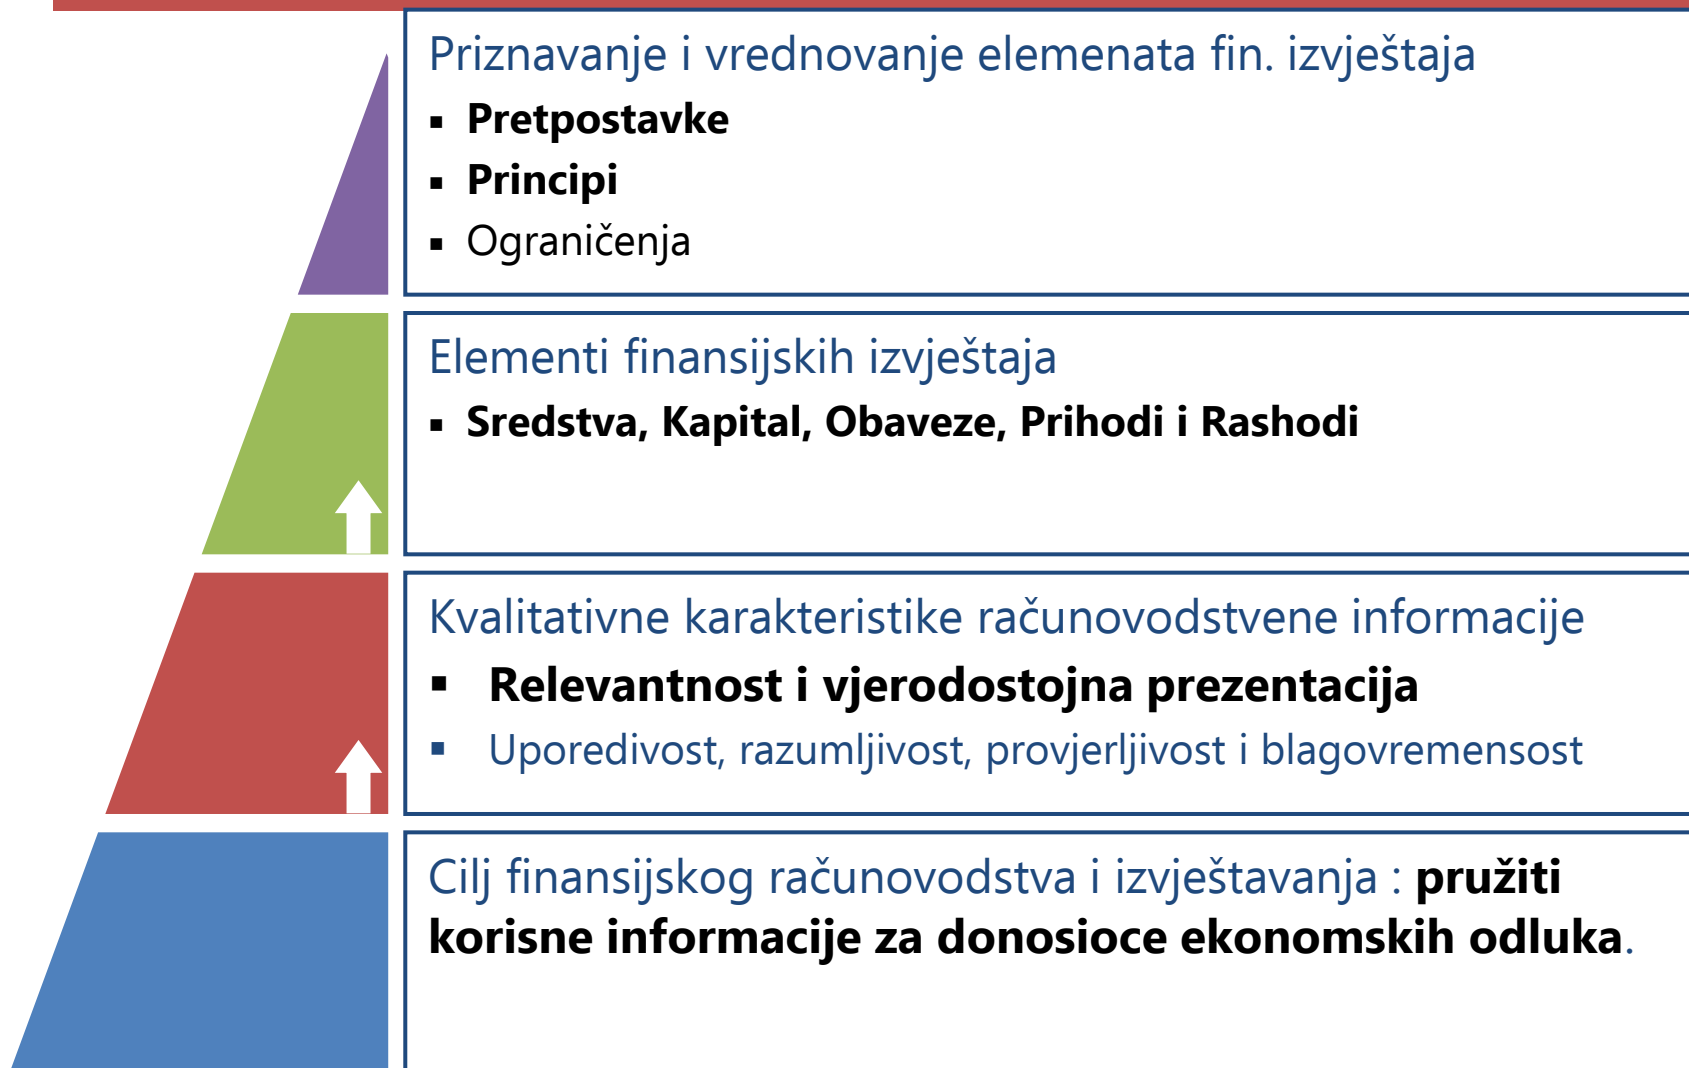 Priznavanje i vrednovanje elemenata fin. izvještaja
▪ Pretpostavke
▪ Principi
▪ Ograničenja
Elementi finansijskih izvještaja
▪ Sredstva, Kapital, Obaveze, Prihodi i Rashodi
Kvalitativne karakteristike računovodstvene informacije
▪ Relevantnost i vjerodostojna prezentacija
▪ Uporedivost, razumljivost, provjerljivost i blagovremensost
Cilj finansijskog računovodstva i izvještavanja : pružiti
korisne informacije za donosioce ekonomskih odluka.